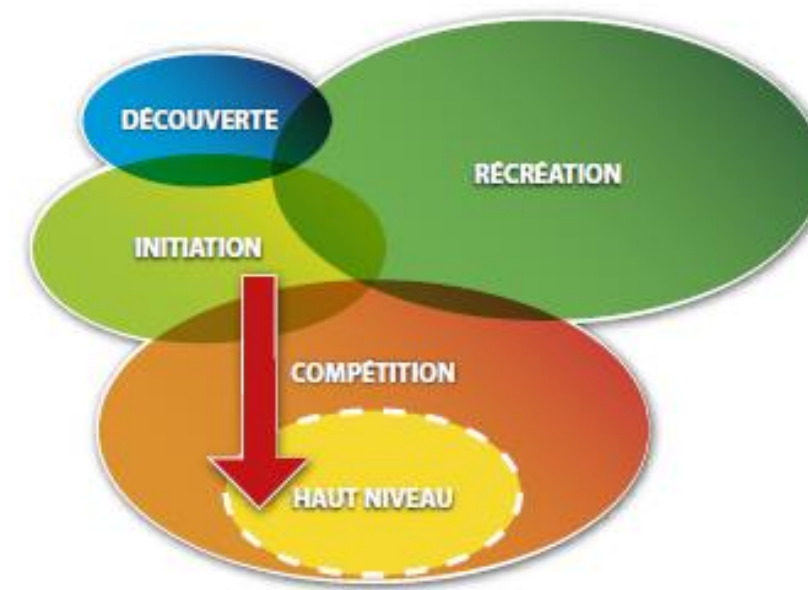 DÉCOUVERTE
RÉCRÉATION
INITIATION
COMPÉTITION
HAUT NIVEAU